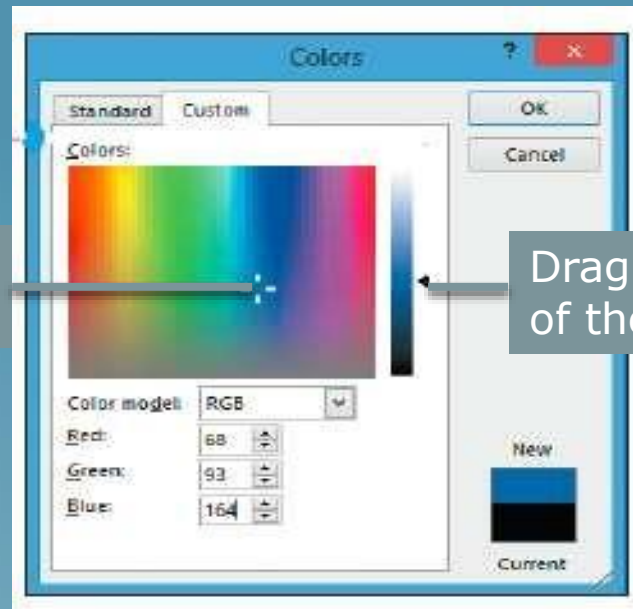 Colors ?
Standard Custom
OK
Colors:
Cancel
Drag
of the
Color model: RGB
Red: 68
Green: 93
Blue: 164
New
Current